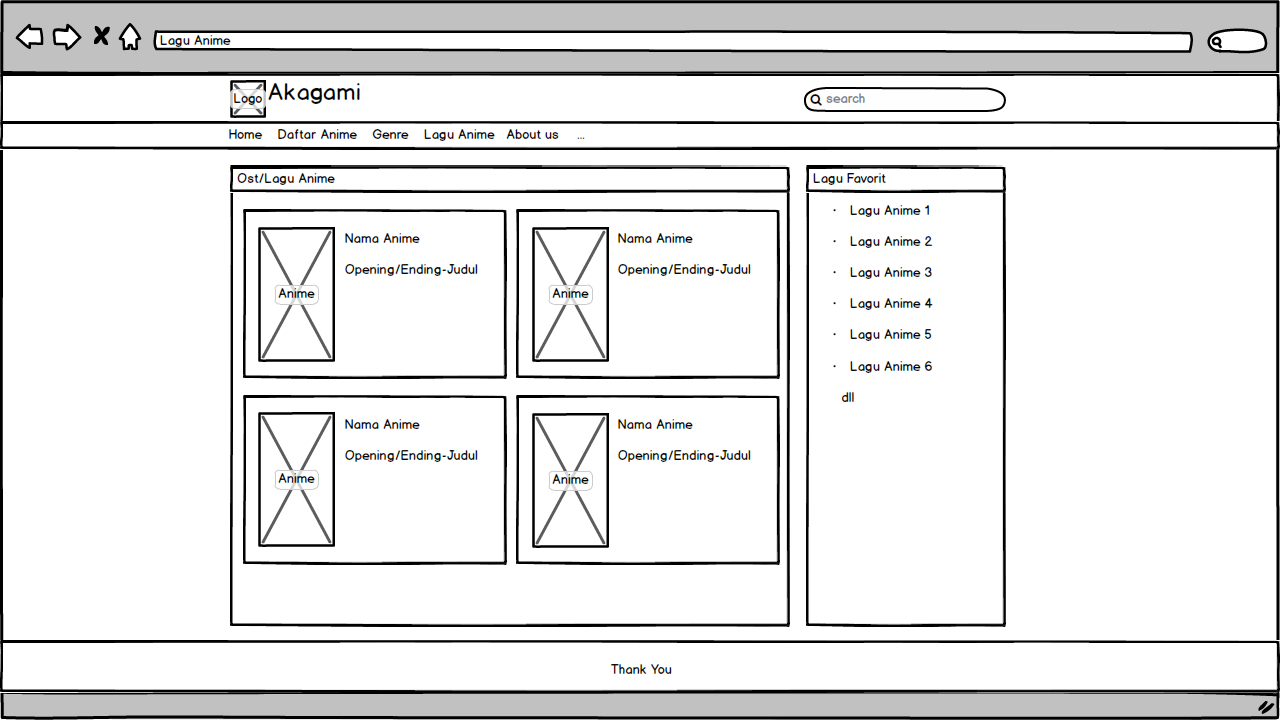 Lagu Anime
Logo
Akagami
search
Home Daftar Anime Genre Lagu Anime About us ...
Ost/Lagu Anime
Nama Anime
Opening/Ending-Judul
Anime
Nama Anime
Opening/Ending-Judul
Anime
Nama Anime
Opening/Ending-Judul
Anime
Nama Anime
Opening/Ending-Judul
Anime
Lagu Favorit
· Lagu Anime 1
· Lagu Anime 2
· Lagu Anime 3
· Lagu Anime 4
· Lagu Anime 5
· Lagu Anime 6
dll
Thank You